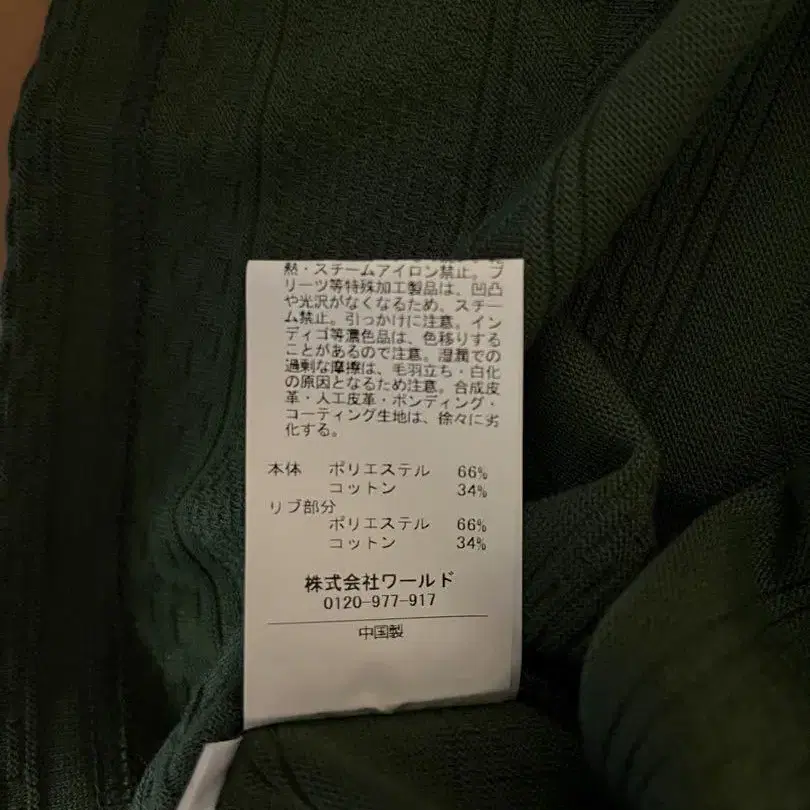 熱・スチームアイロン禁止。プ
リーツ等特殊加工製品は、凹凸
や光沢がなくなるため、スチー
ム禁止。引っかけに注意。イン
ディゴ等濃色品は、色移りする
ことがあるので注意。湿潤での
過剰な摩擦は、毛羽立ち・白化
の原因となるため注意。合成皮
革・人工皮革・ボンディング・
コーティング生地は、徐々に劣
化する。
本体 ポリエステル 66%
コットン 34%
リブ部分
ポリエステル 66%
コットン 34%
株式会社ワールド
0120-977-917
中国製